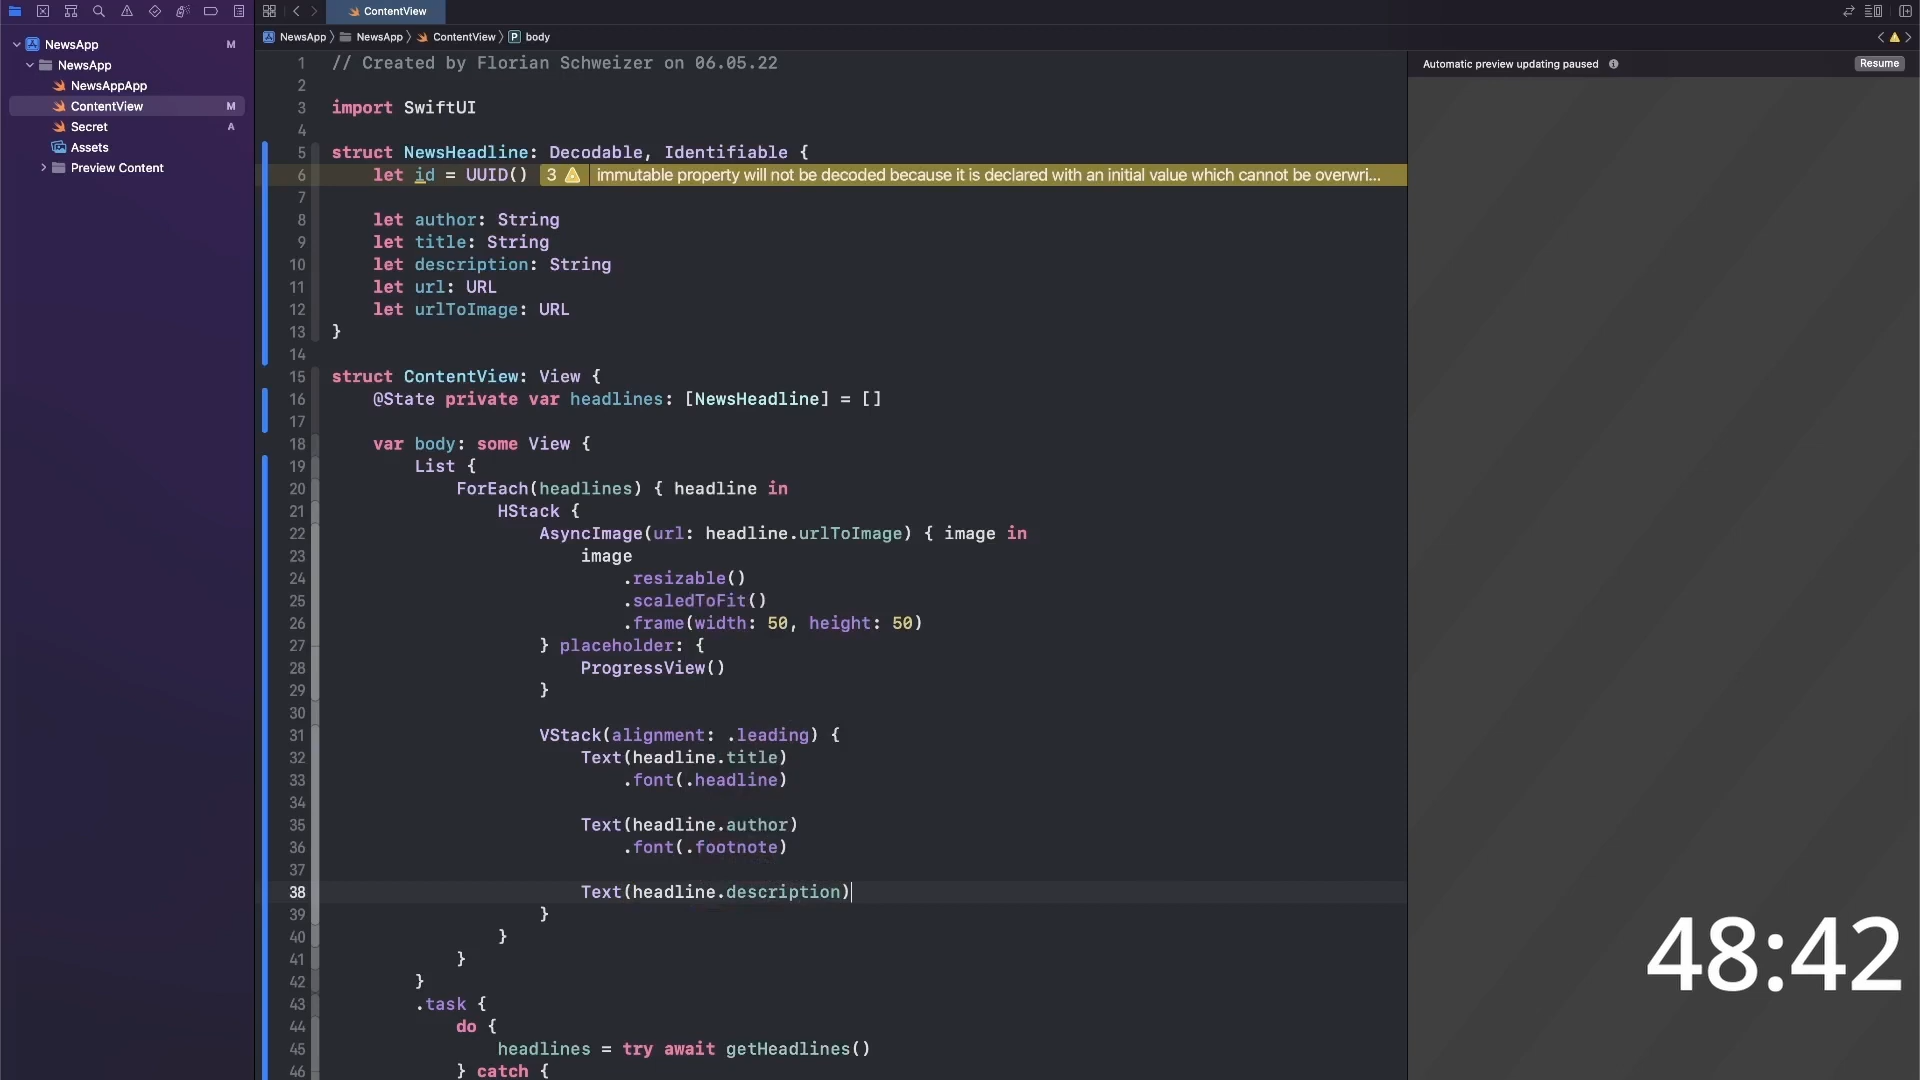 ContentView
NewsApp M
NewsApp
NewsAppApp
ContentView M
Secret A
Assets
Preview Content
NewsApp NewsApp ContentView P body
Automatic preview updating paused Resume
1 // Created by Florian Schweizer on 06.05.22
2
3 import SwiftUI
4
5 struct NewsHeadline: Decodable, Identifiable {
6 let id = UUID() 3 immutable property will not be decoded because it is declared with an initial value which cannot be overwri...
7
8 let author: String
9 let title: String
10 let description: String
11 let url: URL
12 let urlToImage: URL
13 }
14
15 struct ContentView: View {
16 @State private var headlines: [NewsHeadline] = []
17
18 var body: some View {
19 List {
20 ForEach(headlines) { headline in
21 HStack {
22 AsyncImage(url: headline.urlToImage) { image in
23 image
24 .resizable()
25 .scaledToFit()
26 .frame(width: 50, height: 50)
27 } placeholder: {
28 ProgressView()
29 }
30
31 VStack(alignment: .leading) {
32 Text(headline.title)
33 .font(.headline)
34
35 Text(headline.author)
36 .font(.footnote)
37
38 Text(headline.description)
39 }
40 }
41 }
42 }
43 .task {
44 do {
45 headlines = try await getHeadlines()
46 } catch {
48:42